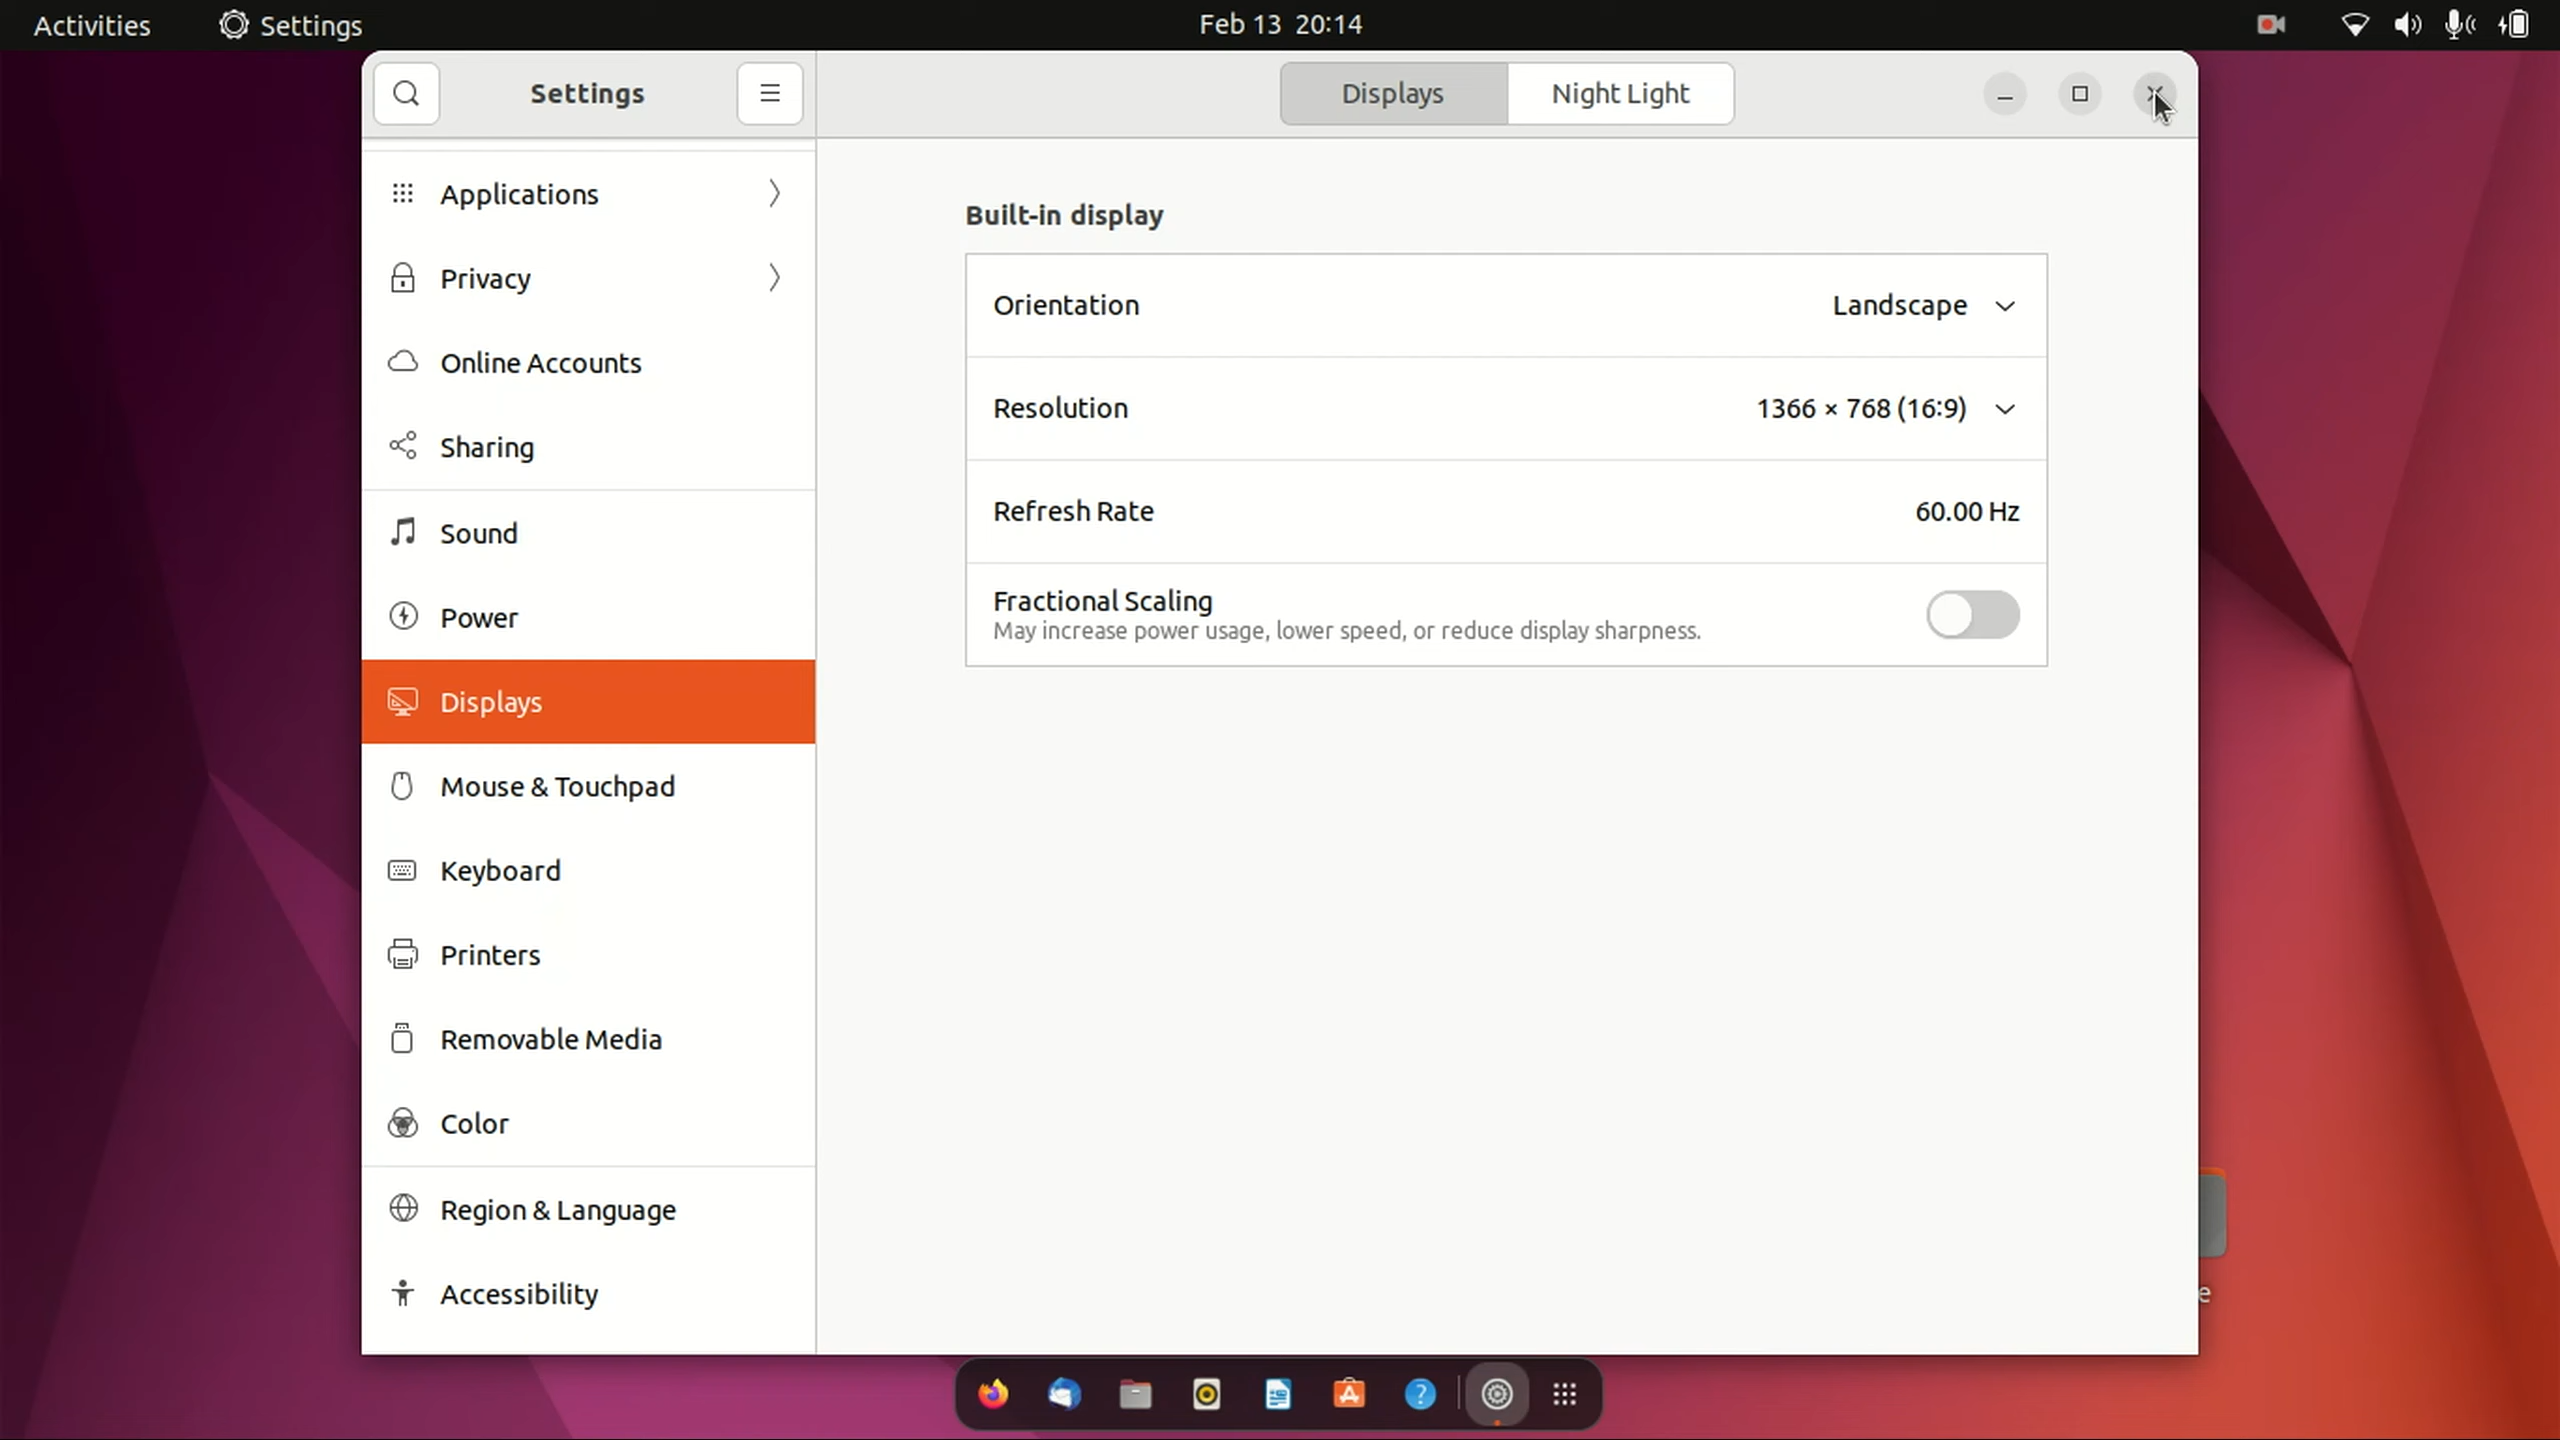 Activities
Settings
Feb 13 20:14
Settings
Displays
Night Light
Applications
Privacy
Online Accounts
Sharing
Sound
Power
Displays
Mouse & Touchpad
Keyboard
Printers
Removable Media
Color
Region & Language
Accessibility
Built-in display
Orientation
Landscape
Resolution
1366 × 768 (16:9)
Refresh Rate
60.00 Hz
Fractional Scaling
May increase power usage, lower speed, or reduce display sharpness.
e